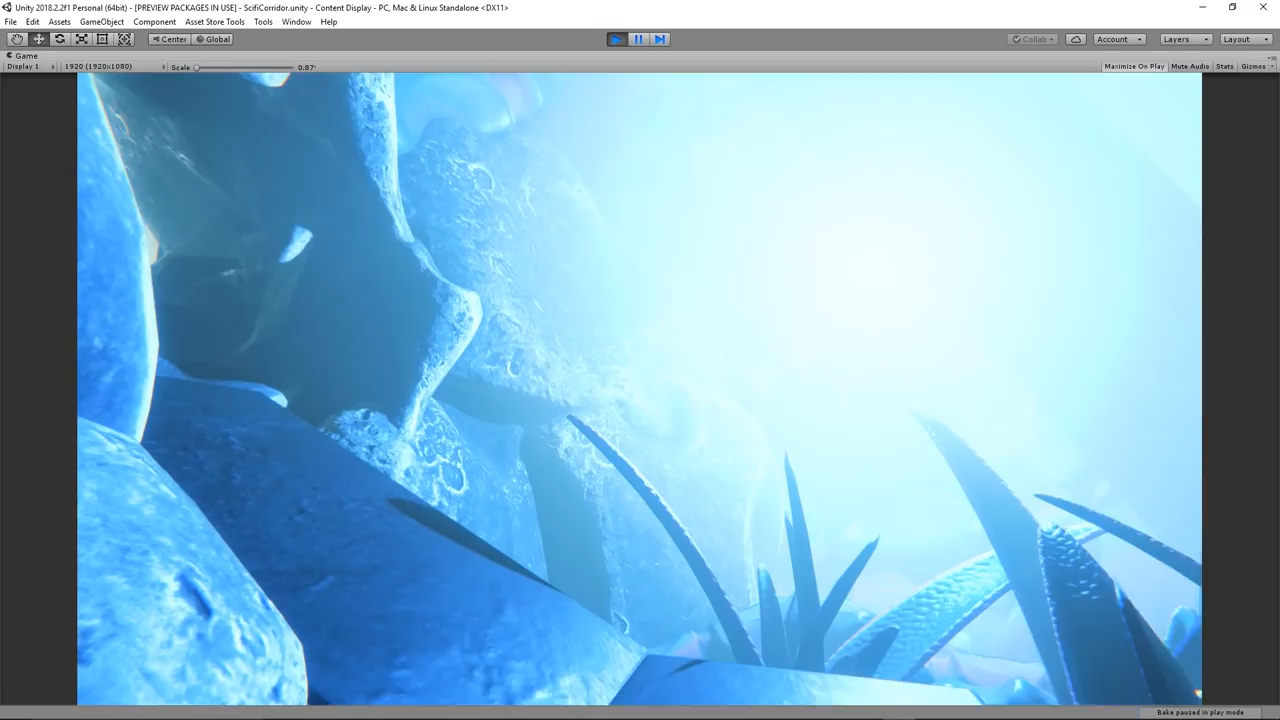 Unity 2018.2.2f1 Personal (64bit) - [PREVIEW PACKAGES IN USE] - ScifiCorridor.unity - Content Display - PC, Mac & Linux Standalone <DX11>
File Edit Assets GameObject Component Asset Store Tools Tools Window Help
Center Global Collab Account Layers Layout
Game
Display 1 1920 (1920x1080) Scale 0.87 Maximize On Play Mute Audio Stats Gizmos
Bake paused in play mode